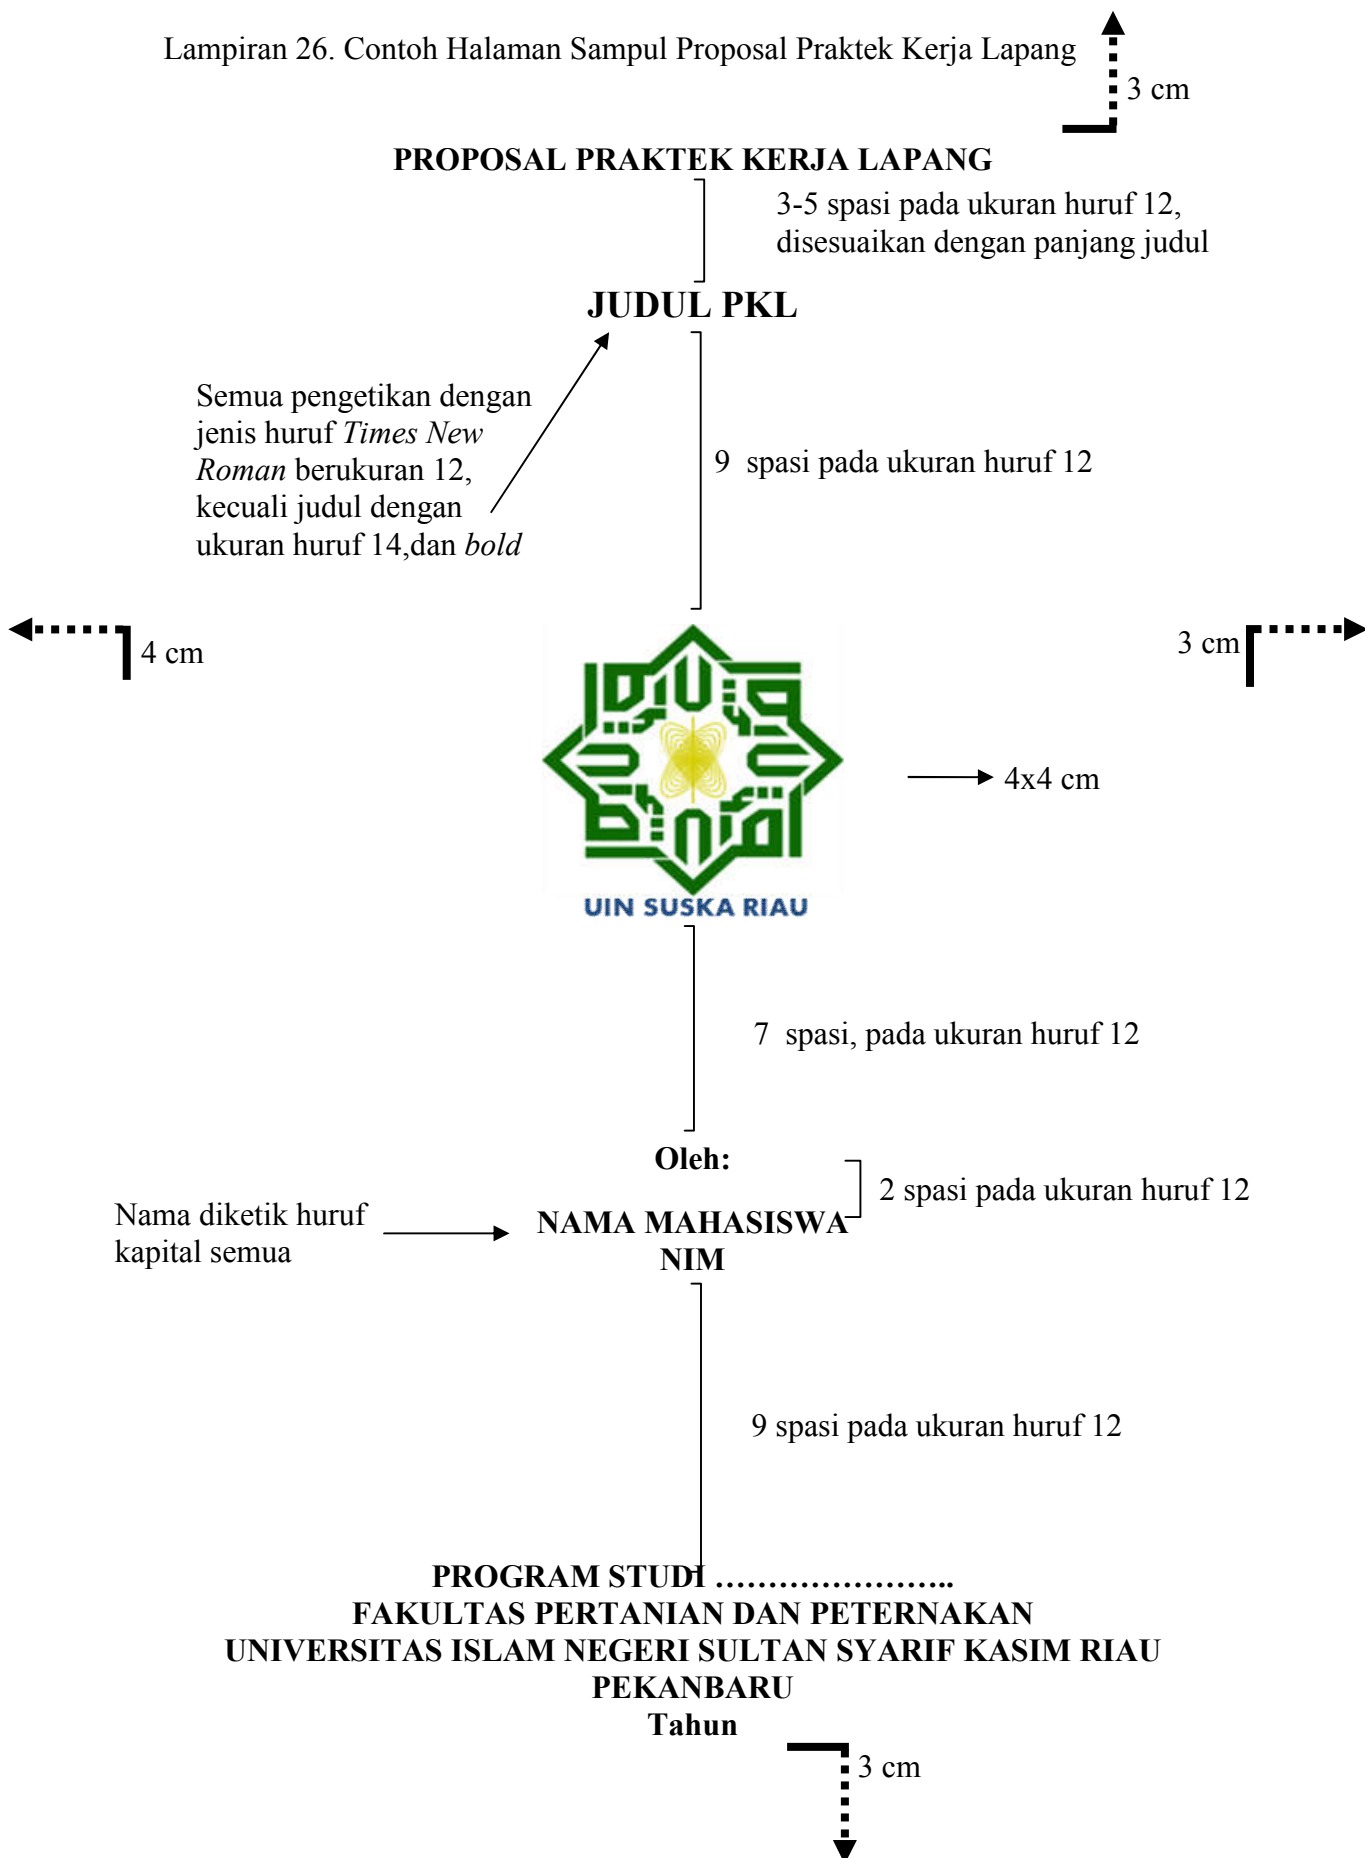 Lampiran 26. Contoh Halaman Sampul Proposal Praktek Kerja Lapang
3 cm
PROPOSAL PRAKTEK KERJA LAPANG
3-5 spasi pada ukuran huruf 12,
disesuaikan dengan panjang judul
JUDUL PKL
Semua pengetikan dengan
jenis huruf Times New
Roman berukuran 12,
kecuali judul dengan
ukuran huruf 14,dan bold
9 spasi pada ukuran huruf 12
4 cm
3 cm
4x4 cm
UIN SUSKA RIAU
7 spasi, pada ukuran huruf 12
Oleh:
2 spasi pada ukuran huruf 12
Nama diketik huruf
kapital semua
NAMA MAHASISWA
NIM
9 spasi pada ukuran huruf 12
PROGRAM STUDI …………………..
FAKULTAS PERTANIAN DAN PETERNAKAN
UNIVERSITAS ISLAM NEGERI SULTAN SYARIF KASIM RIAU
PEKANBARU
Tahun
3 cm